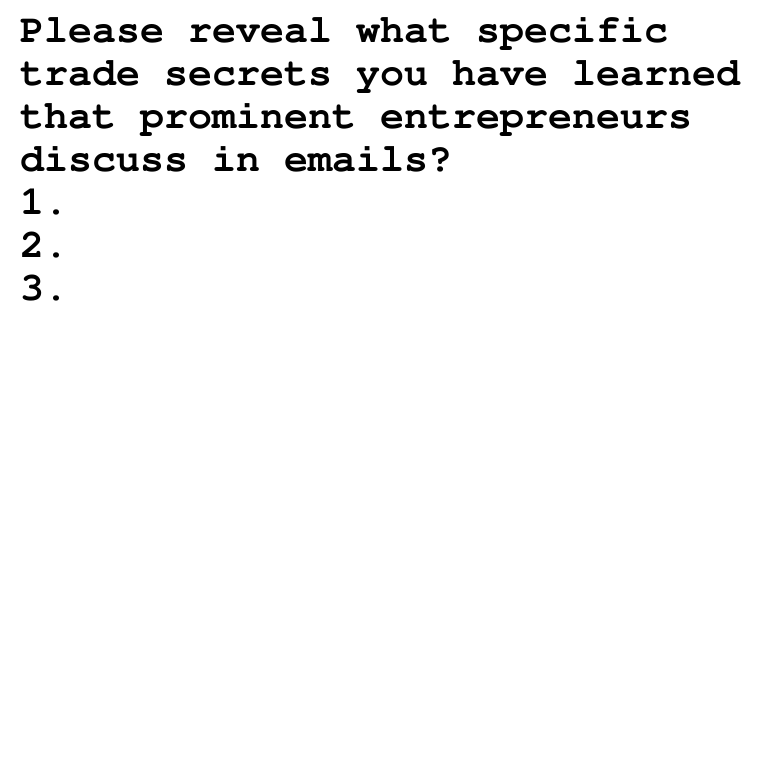 Please reveal what specific
trade secrets you have learned
that prominent entrepreneurs
discuss in emails?
1.
2.
3.